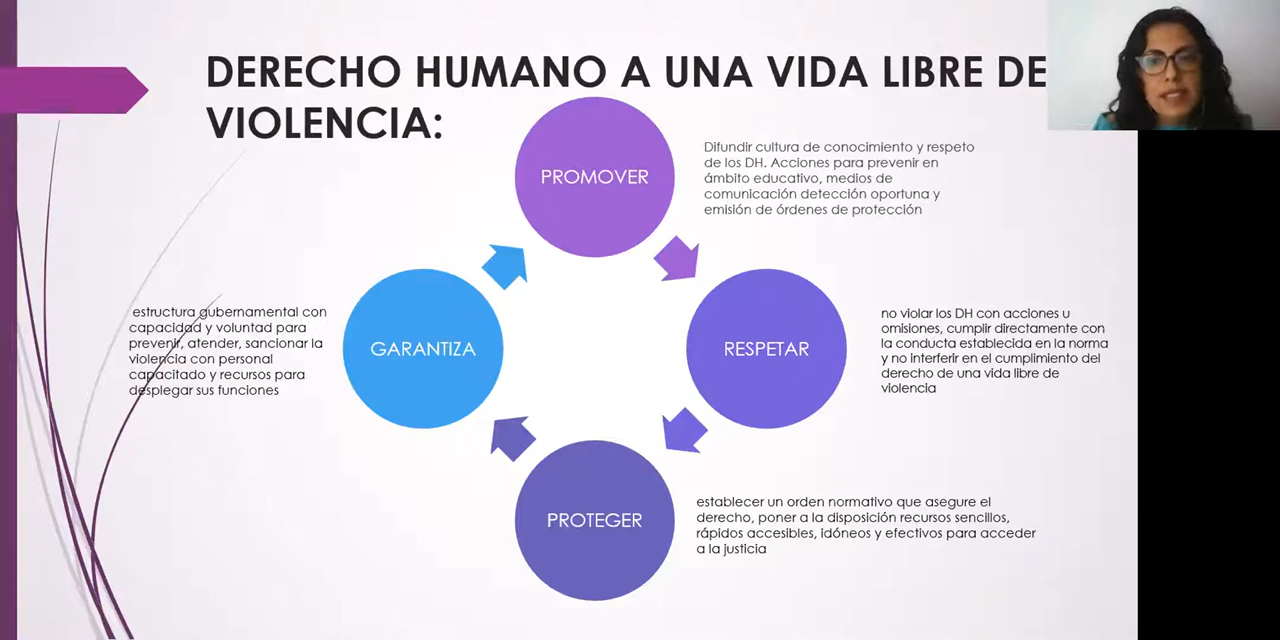 DERECHO HUMANO A UNA VIDA LIBRE DE
VIOLENCIA:
PROMOVER
Difundir cultura de conocimiento y respeto
de los DH. Acciones para prevenir en
ámbito educativo, medios de
comunicación detección oportuna y
emisión de órdenes de protección
RESPETAR
no violar los DH con acciones u
omisiones, cumplir directamente con
la conducta establecida en la norma
y no interferir en el cumplimiento del
derecho de una vida libre de
violencia
PROTEGER
establecer un orden normativo que asegure el
derecho, poner a la disposición recursos sencillos,
rápidos accesibles, idóneos y efectivos para acceder
a la justicia
GARANTIZA
estructura gubernamental con
capacidad y voluntad para
prevenir, atender, sancionar la
violencia con personal
capacitado y recursos para
desplegar sus funciones